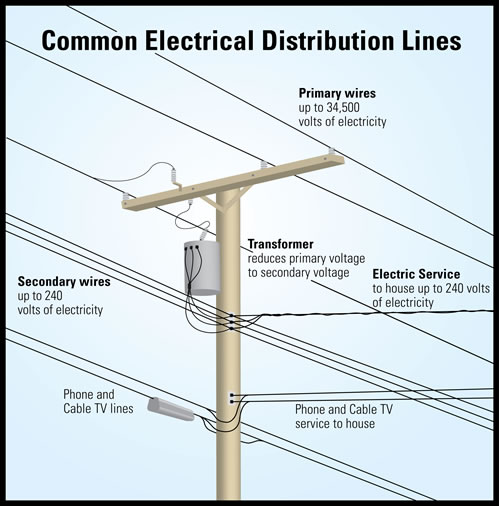 Common Electrical Distribution Lines
Primary wires
up to 34,500
volts of electricity
Transformer
reduces primary voltage
to secondary voltage
Electric Service
to house up to 240 volts
of electricity
Secondary wires
up to 240
volts of electricity
Phone and
Cable TV lines
Phone and Cable TV
service to house